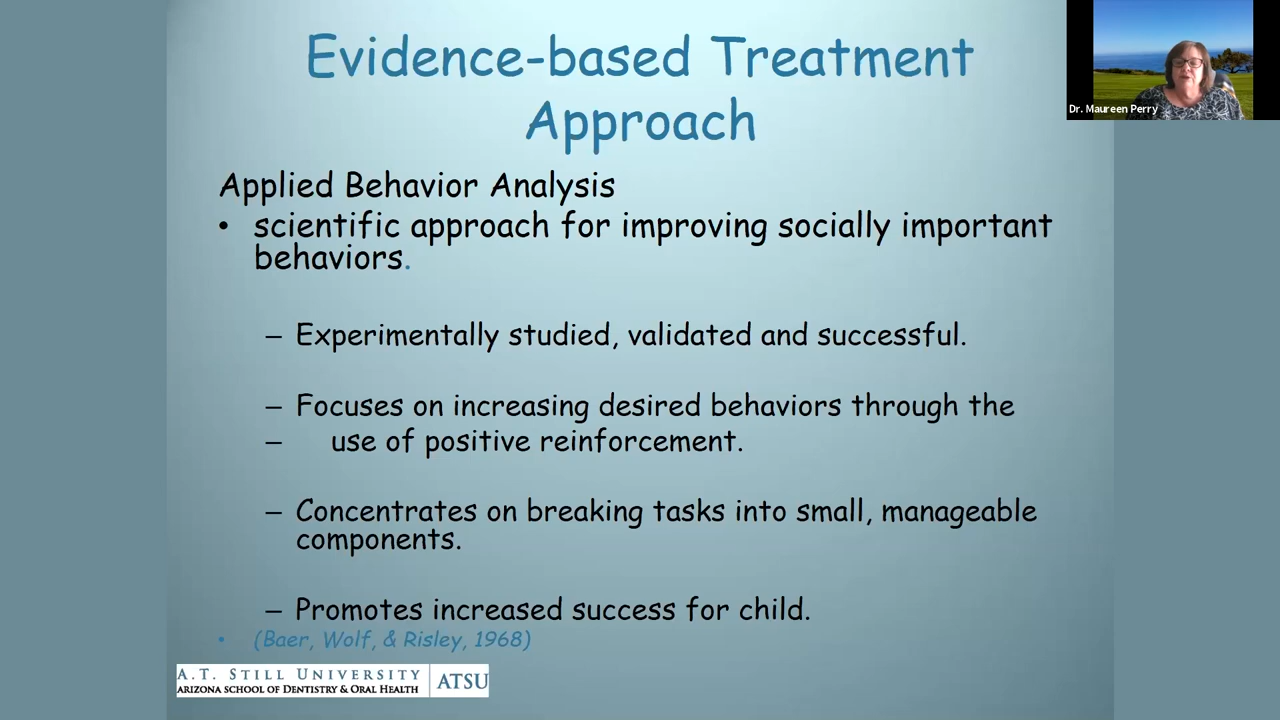 Evidence-based Treatment
Approach
Dr. Maureen Perry
Applied Behavior Analysis
• scientific approach for improving socially important
behaviors.
– Experimentally studied, validated and successful.
– Focuses on increasing desired behaviors through the
– use of positive reinforcement.
– Concentrates on breaking tasks into small, manageable
components.
– Promotes increased success for child.
• (Baer, Wolf, & Risley, 1968)
A.T. STILL UNIVERSITY
ARIZONA SCHOOL OF DENTISTRY & ORAL HEALTH
ATSU